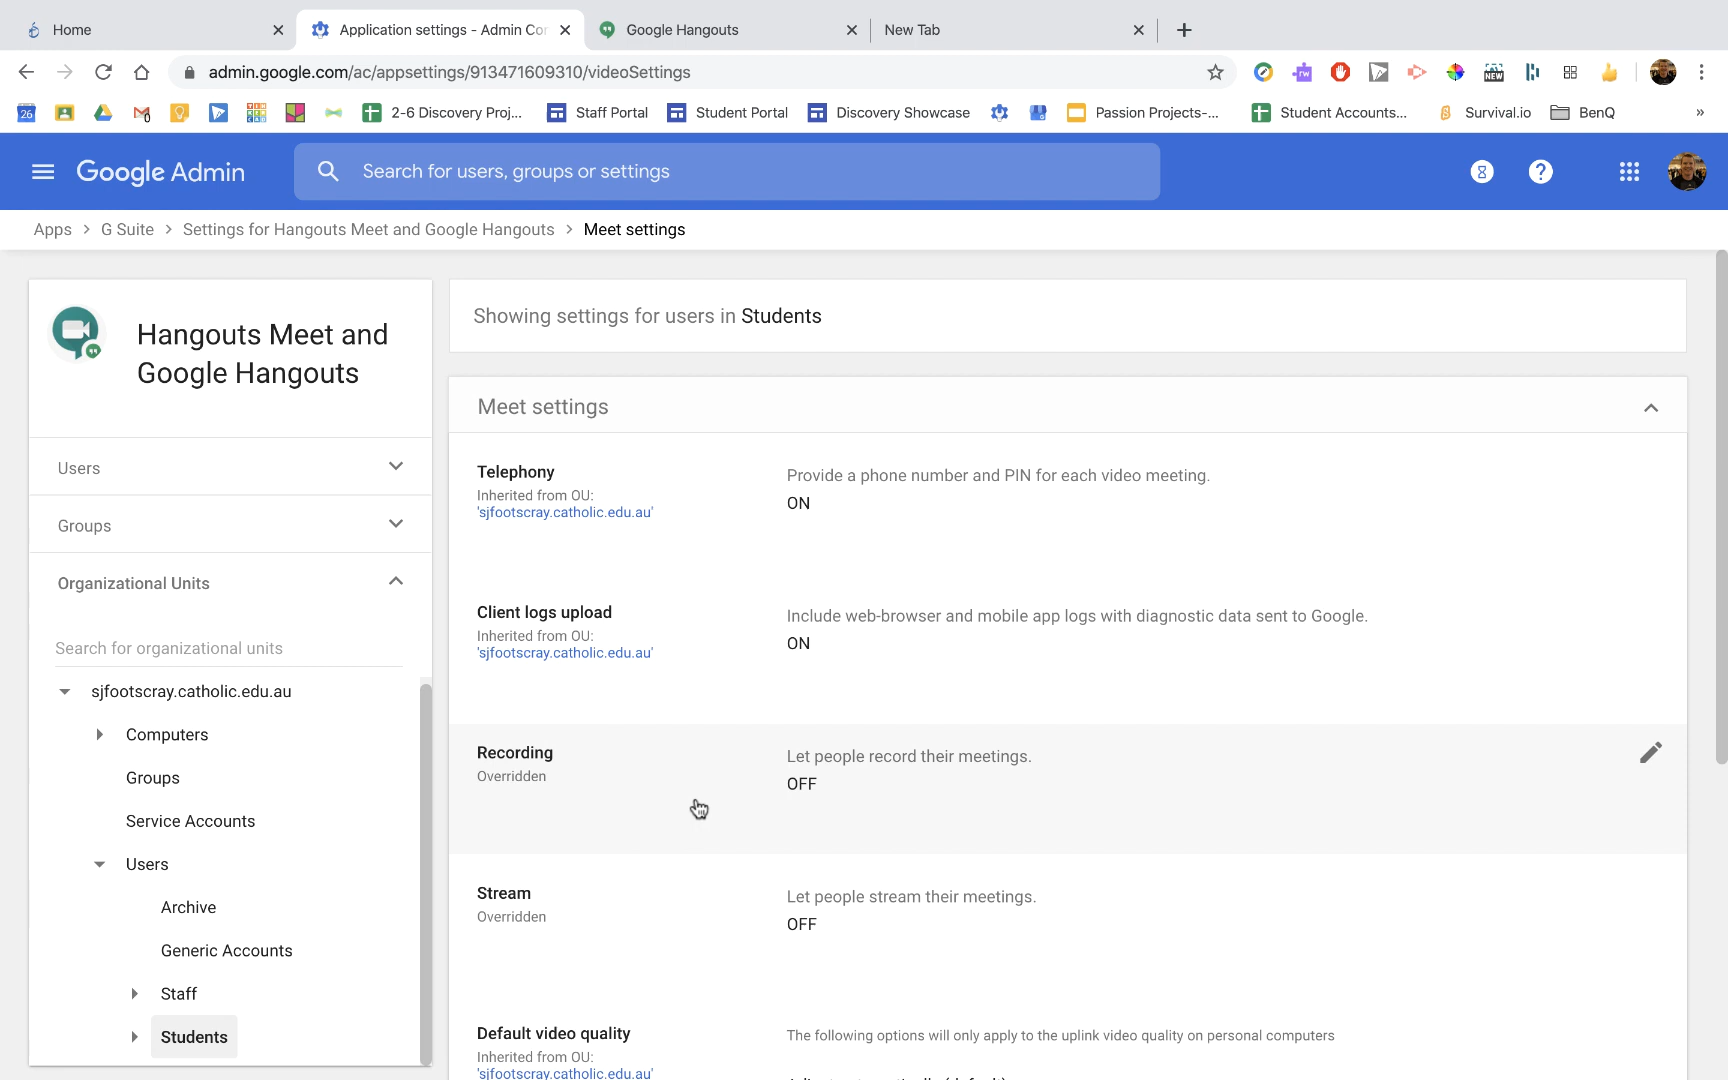 Home
Application settings - Admin Cor
Google Hangouts
New Tab
admin.google.com/ac/appsettings/913471609310/videoSettings
NEW
26
2-6 Discovery Proj...
Staff Portal
Student Portal
Discovery Showcase
Passion Projects-...
Student Accounts...
Survival.io
BenQ
»
Google Admin
Search for users, groups or settings
Apps > G Suite > Settings for Hangouts Meet and Google Hangouts > Meet settings
Hangouts Meet and
Google Hangouts
Users
Groups
Organizational Units
Search for organizational units
sjfootscray.catholic.edu.au
Computers
Groups
Service Accounts
Users
Archive
Generic Accounts
Staff
Students
Showing settings for users in Students
Meet settings
Telephony
Inherited from OU:
'sjfootscray.catholic.edu.au'
Provide a phone number and PIN for each video meeting.
ON
Client logs upload
Inherited from OU:
'sjfootscray.catholic.edu.au'
Include web-browser and mobile app logs with diagnostic data sent to Google.
ON
Recording
Overridden
Let people record their meetings.
OFF
Stream
Overridden
Let people stream their meetings.
OFF
Default video quality
Inherited from OU:
'sjfootscray.catholic.edu.au'
The following options will only apply to the uplink video quality on personal computers